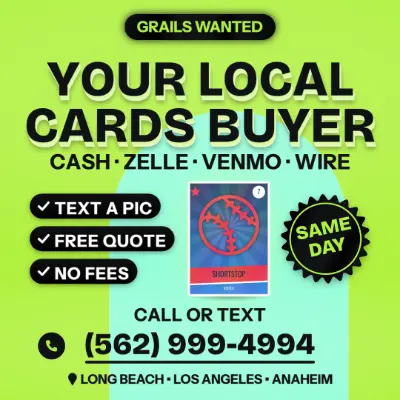 GRAILS WANTED
YOUR LOCAL
CARDS BUYER
CASH · ZELLE · VENMO · WIRE
TEXT A PIC
FREE QUOTE
NO FEES
SHORTSTOP
SAME
DAY
CALL OR TEXT
(562) 999-4994
LONG BEACH • LOS ANGELES • ANAHEIM